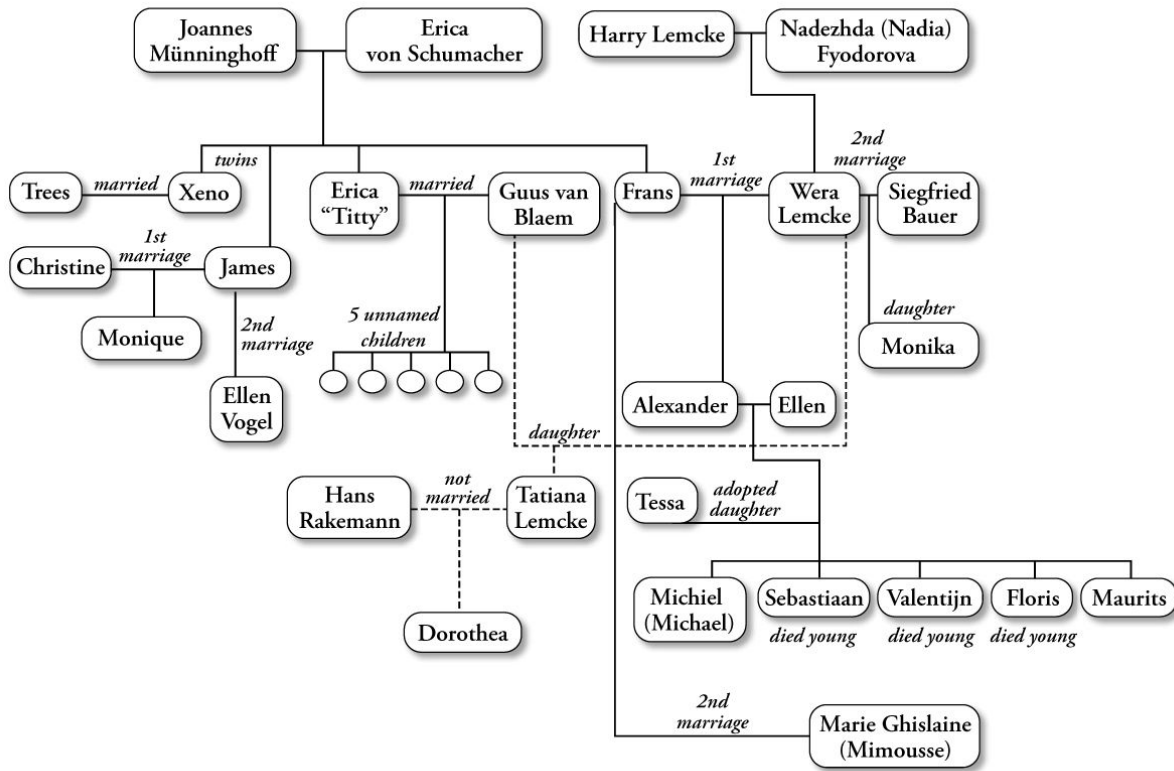 Joannes
Münninghoff
Erica
von Schumacher
Harry Lemcke
Nadezhda (Nadia)
Fyodorova
twins
1st
marriage
2nd
marriage
Trees
married
Xeno
Erica
“Titty”
married
Guus van
Blaem
Frans
Wera
Lemcke
Siegfried
Bauer
Christine
1st
marriage
James
Monique
2nd
marriage
5 unnamed
children
daughter
Monika
Ellen
Vogel
Alexander
Ellen
daughter
Hans
Rakemann
not
married
Tatiana
Lemcke
Tessa
adopted
daughter
Dorothea
Michiel
(Michael)
Sebastiaan
died young
Valentijn
died young
Floris
died young
Maurits
2nd
marriage
Marie Ghislaine
(Mimousse)